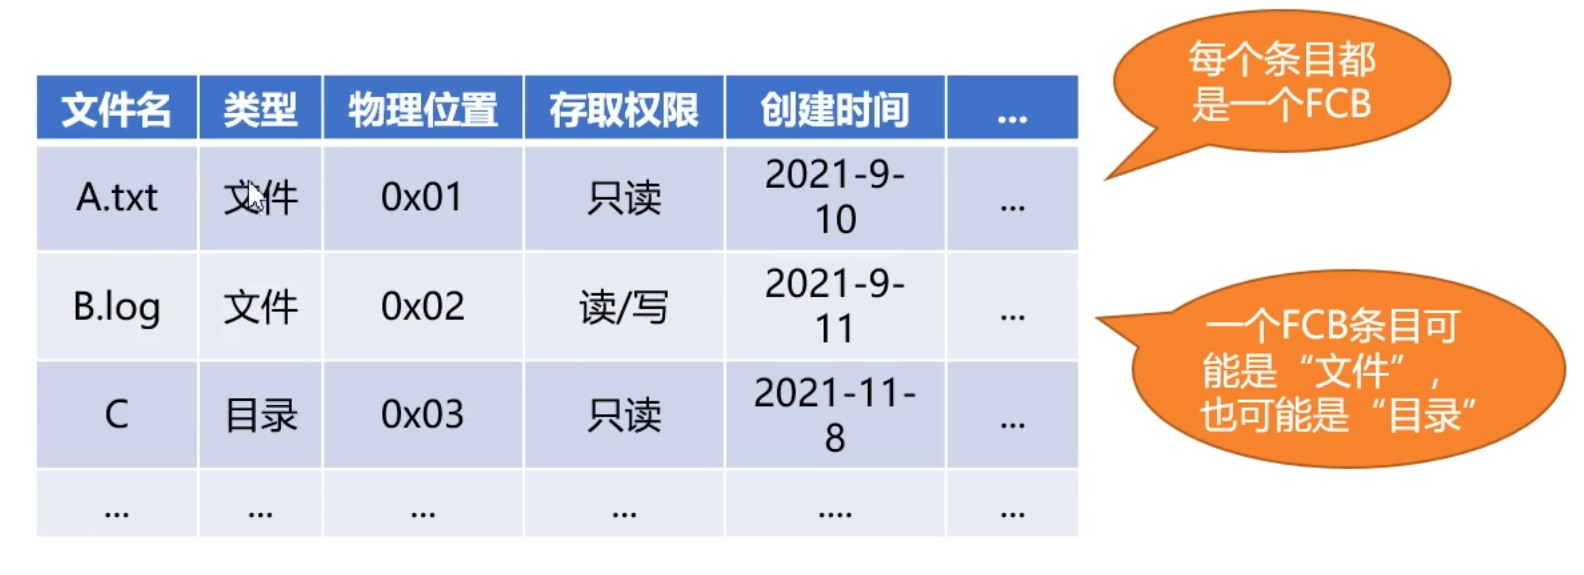 文件名 类型 物理位置 存取权限 创建时间 ...
A.txt 文件 0x01 只读 2021-9-
10 ...
B.log 文件 0x02 读/写 2021-9-
11 ...
C 目录 0x03 只读 2021-11-
8 ...
... ... ... ... .... ...
每个条目都
是一个FCB
一个FCB条目可
能是“文件”，
也可能是“目录”